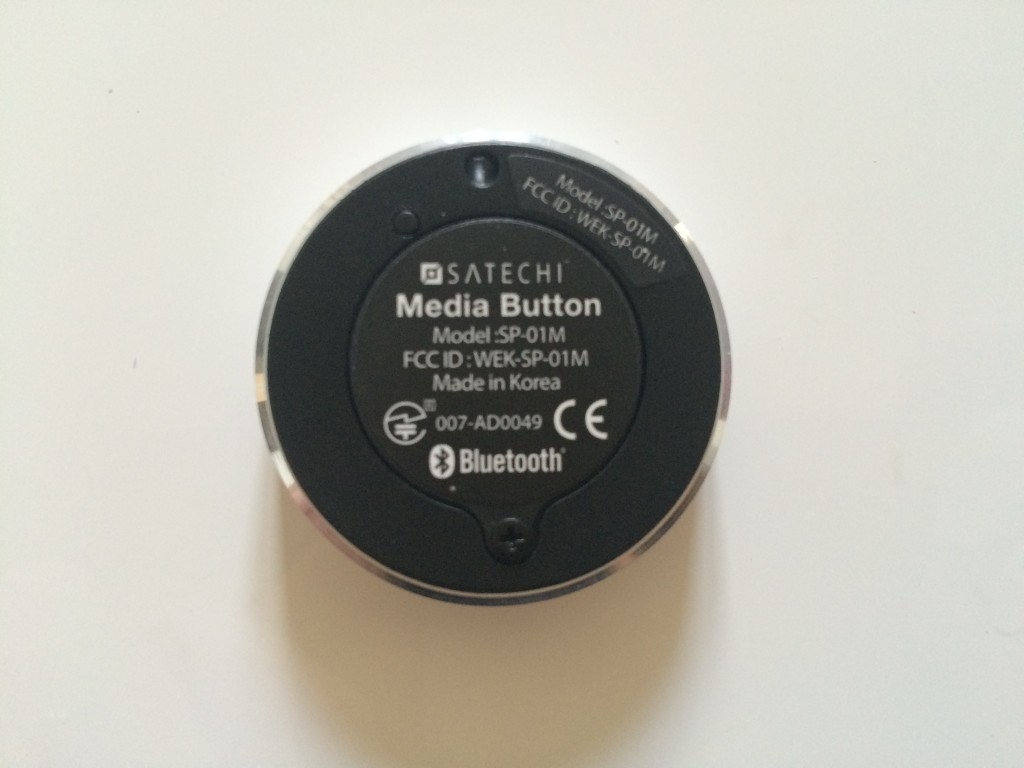 Model :SP-01M
FCC ID : WEK-SP-01M
SATECHI
Media Button
Model :SP-01M
FCC ID : WEK-SP-01M
Made in Korea
007-AD0049 CE
Bluetooth